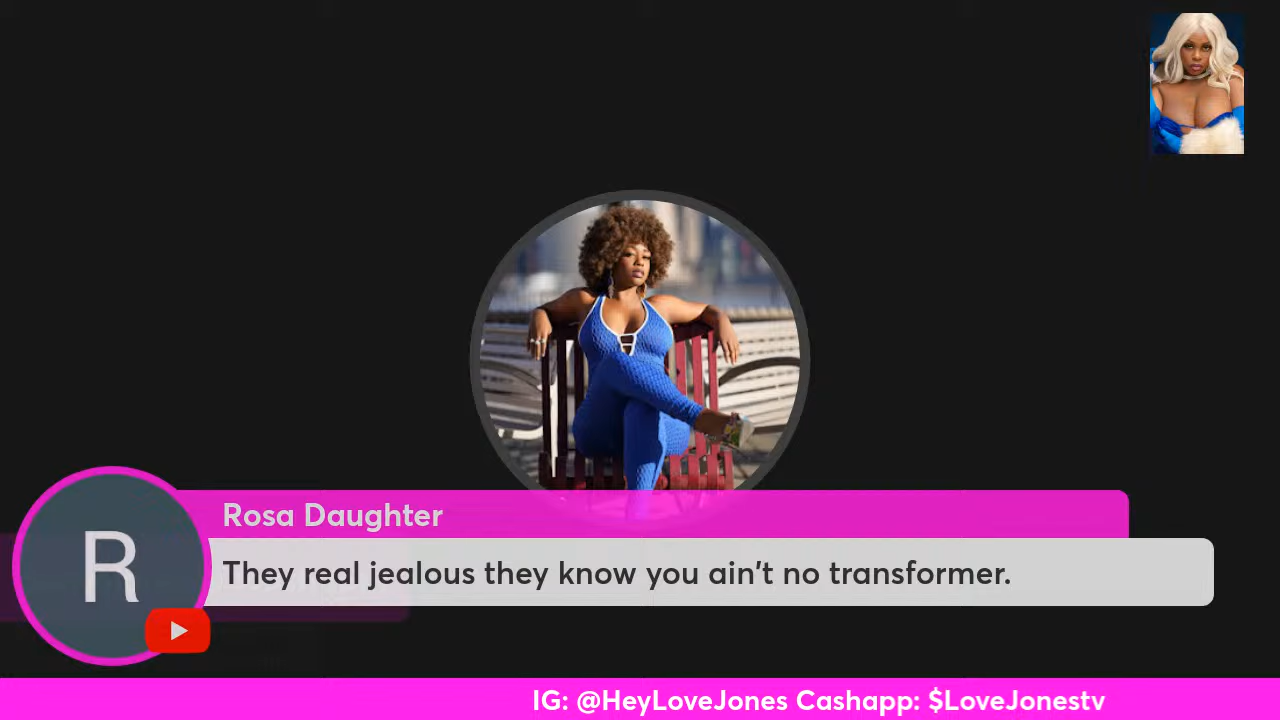 Rosa Daughter
R
They real jealous they know you ain't no transformer.
IG: @HeyLoveJones Cashapp: $LoveJonestv